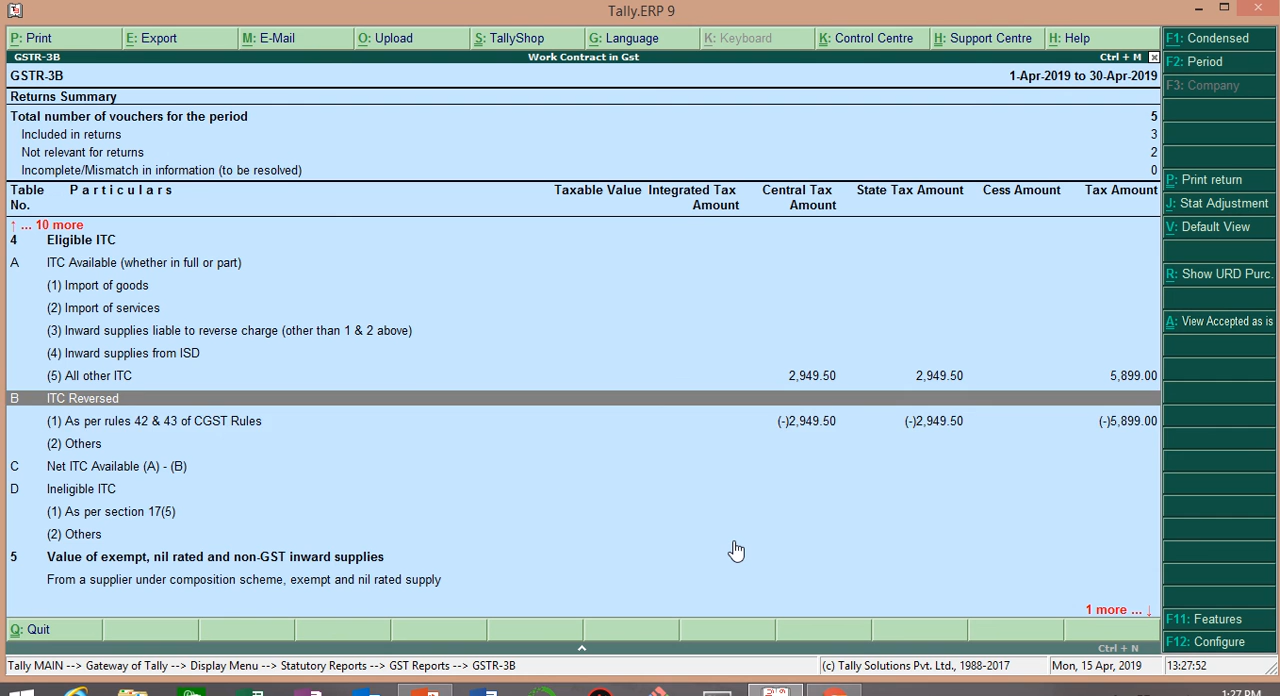 Tally.ERP 9
P: Print E: Export M: E-Mail O: Upload S: TallyShop G: Language K: Keyboard K: Control Centre H: Support Centre H: Help
GSTR-3B Work Contract in Gst Ctrl + M
GSTR-3B 1-Apr-2019 to 30-Apr-2019
Returns Summary
Total number of vouchers for the period 5
Included in returns 3
Not relevant for returns 2
Incomplete/Mismatch in information (to be resolved) 0
Table Particulars Taxable Value Integrated Tax Central Tax State Tax Amount Cess Amount Tax Amount
No. Amount Amount
↑ ... 10 more
4 Eligible ITC
A ITC Available (whether in full or part)
(1) Import of goods
(2) Import of services
(3) Inward supplies liable to reverse charge (other than 1 & 2 above)
(4) Inward supplies from ISD
(5) All other ITC 2,949.50 2,949.50 5,899.00
B ITC Reversed
(1) As per rules 42 & 43 of CGST Rules (-)2,949.50 (-)2,949.50 (-)5,899.00
(2) Others
C Net ITC Available (A) - (B)
D Ineligible ITC
(1) As per section 17(5)
(2) Others
5 Value of exempt, nil rated and non-GST inward supplies
From a supplier under composition scheme, exempt and nil rated supply
1 more ... ↓
Q: Quit
Ctrl + N
Tally MAIN --> Gateway of Tally --> Display Menu --> Statutory Reports --> GST Reports --> GSTR-3B (c) Tally Solutions Pvt. Ltd., 1988-2017 Mon, 15 Apr, 2019 13:27:52
F1: Condensed
F2: Period
F3: Company
P: Print return
J: Stat Adjustment
V: Default View
R: Show URD Purc.
A: View Accepted as is
F11: Features
F12: Configure
1:27 PM